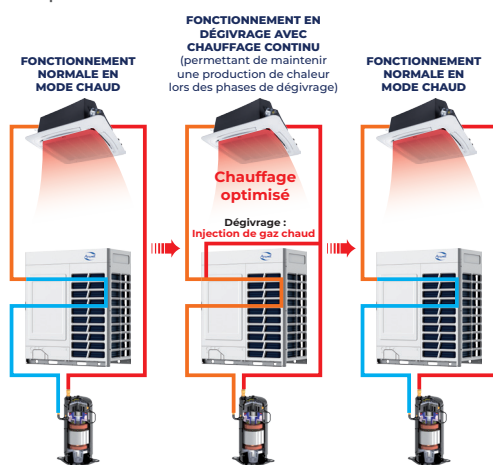 FONCTIONNEMENT
NORMALE EN
MODE CHAUD
FONCTIONNEMENT EN
DÉGIVRAGE AVEC
CHAUFFAGE CONTINU
(permettant de maintenir
une production de chaleur
lors des phases de dégivrage)
FONCTIONNEMENT
NORMALE EN
MODE CHAUD
Chauffage
optimisé
Dégivrage :
Injection de gaz chaud